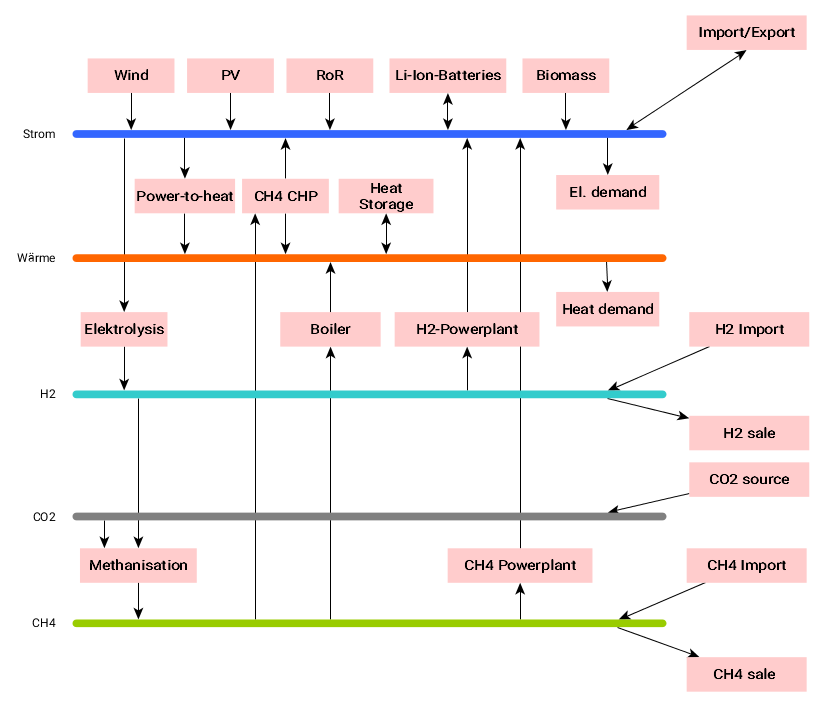 Import/Export
Wind
PV
RoR
Li-Ion-Batteries
Biomass
Strom
Power-to-heat
CH4 CHP
Heat
Storage
El. demand
Wärme
Heat demand
Elektrolysis
Boiler
H2-Powerplant
H2 Import
H2
H2 sale
CO2 source
CO2
Methanisation
CH4 Powerplant
CH4 Import
CH4
CH4 sale